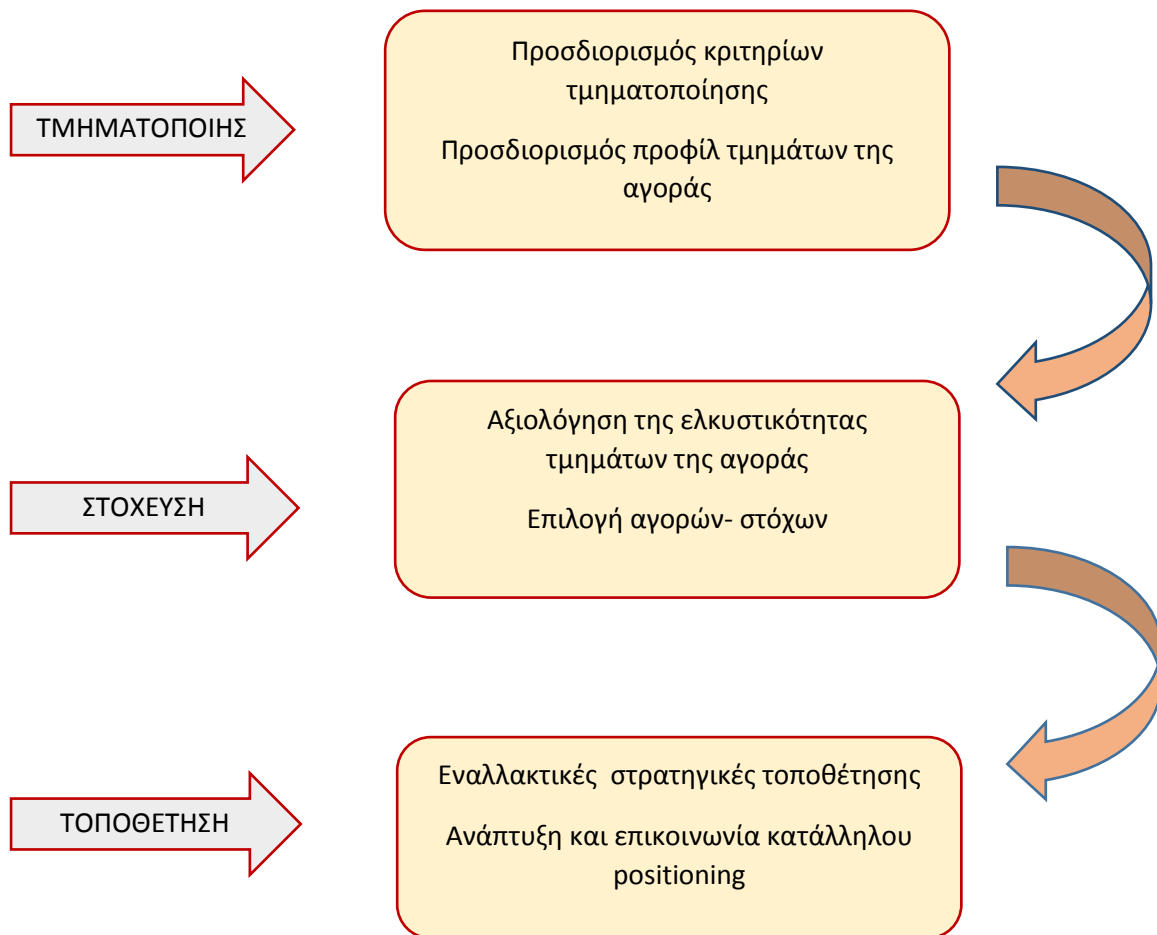 Προσδιορισμός κριτηρίων
τμηματοποίησης
ΤΜΗΜΑΤΟΠΟΙΗΣ
Προσδιορισμός προφίλ τμημάτων της
αγοράς
Αξιολόγηση της ελκυστικότητας
τμημάτων της αγοράς
ΣΤΟΧΕΥΣΗ
Επιλογή αγορών- στόχων
Εναλλακτικές στρατηγικές τοποθέτησης
ΤΟΠΟΘΕΤΗΣΗ
Ανάπτυξη και επικοινωνία κατάλληλου
positioning